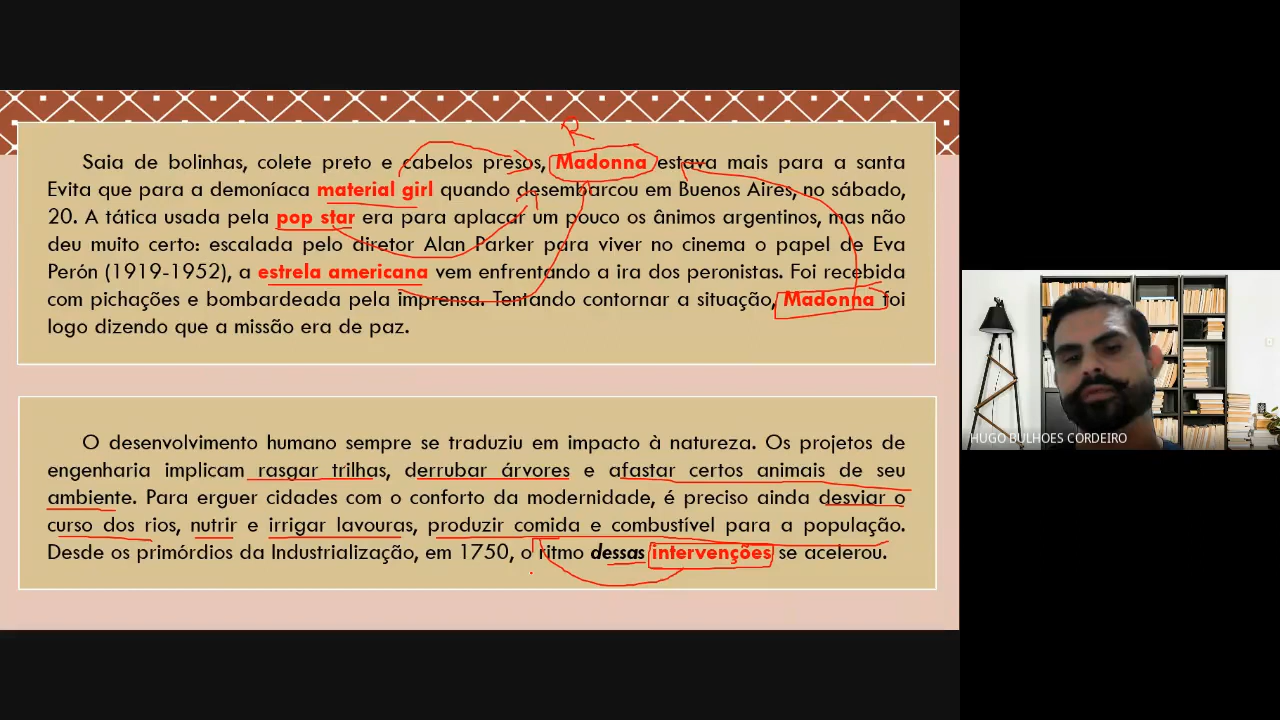 R
Saia de bolinhas, colete preto e cabelos presos, Madonna estava mais para a santa
Evita que para a demoníaca material girl quando desembarcou em Buenos Aires, no sábado,
20. A tática usada pela pop star era para aplacar um pouco os ânimos argentinos, mas não
deu muito certo: escalada pelo diretor Alan Parker para viver no cinema o papel de Eva
Perón (1919-1952), a estrela americana vem enfrentando a ira dos peronistas. Foi recebida
com pichações e bombardeada pela imprensa. Tentando contornar a situação, Madonna foi
logo dizendo que a missão era de paz.
O desenvolvimento humano sempre se traduziu em impacto à natureza. Os projetos de
engenharia implicam rasgar trilhas, derrubar árvores e afastar certos animais de seu
ambiente. Para erguer cidades com o conforto da modernidade, é preciso ainda desviar o
curso dos rios, nutrir e irrigar lavouras, produzir comida e combustível para a população.
Desde os primórdios da Industrialização, em 1750, o ritmo dessas intervenções se acelerou.
HUGO BULHOES CORDEIRO